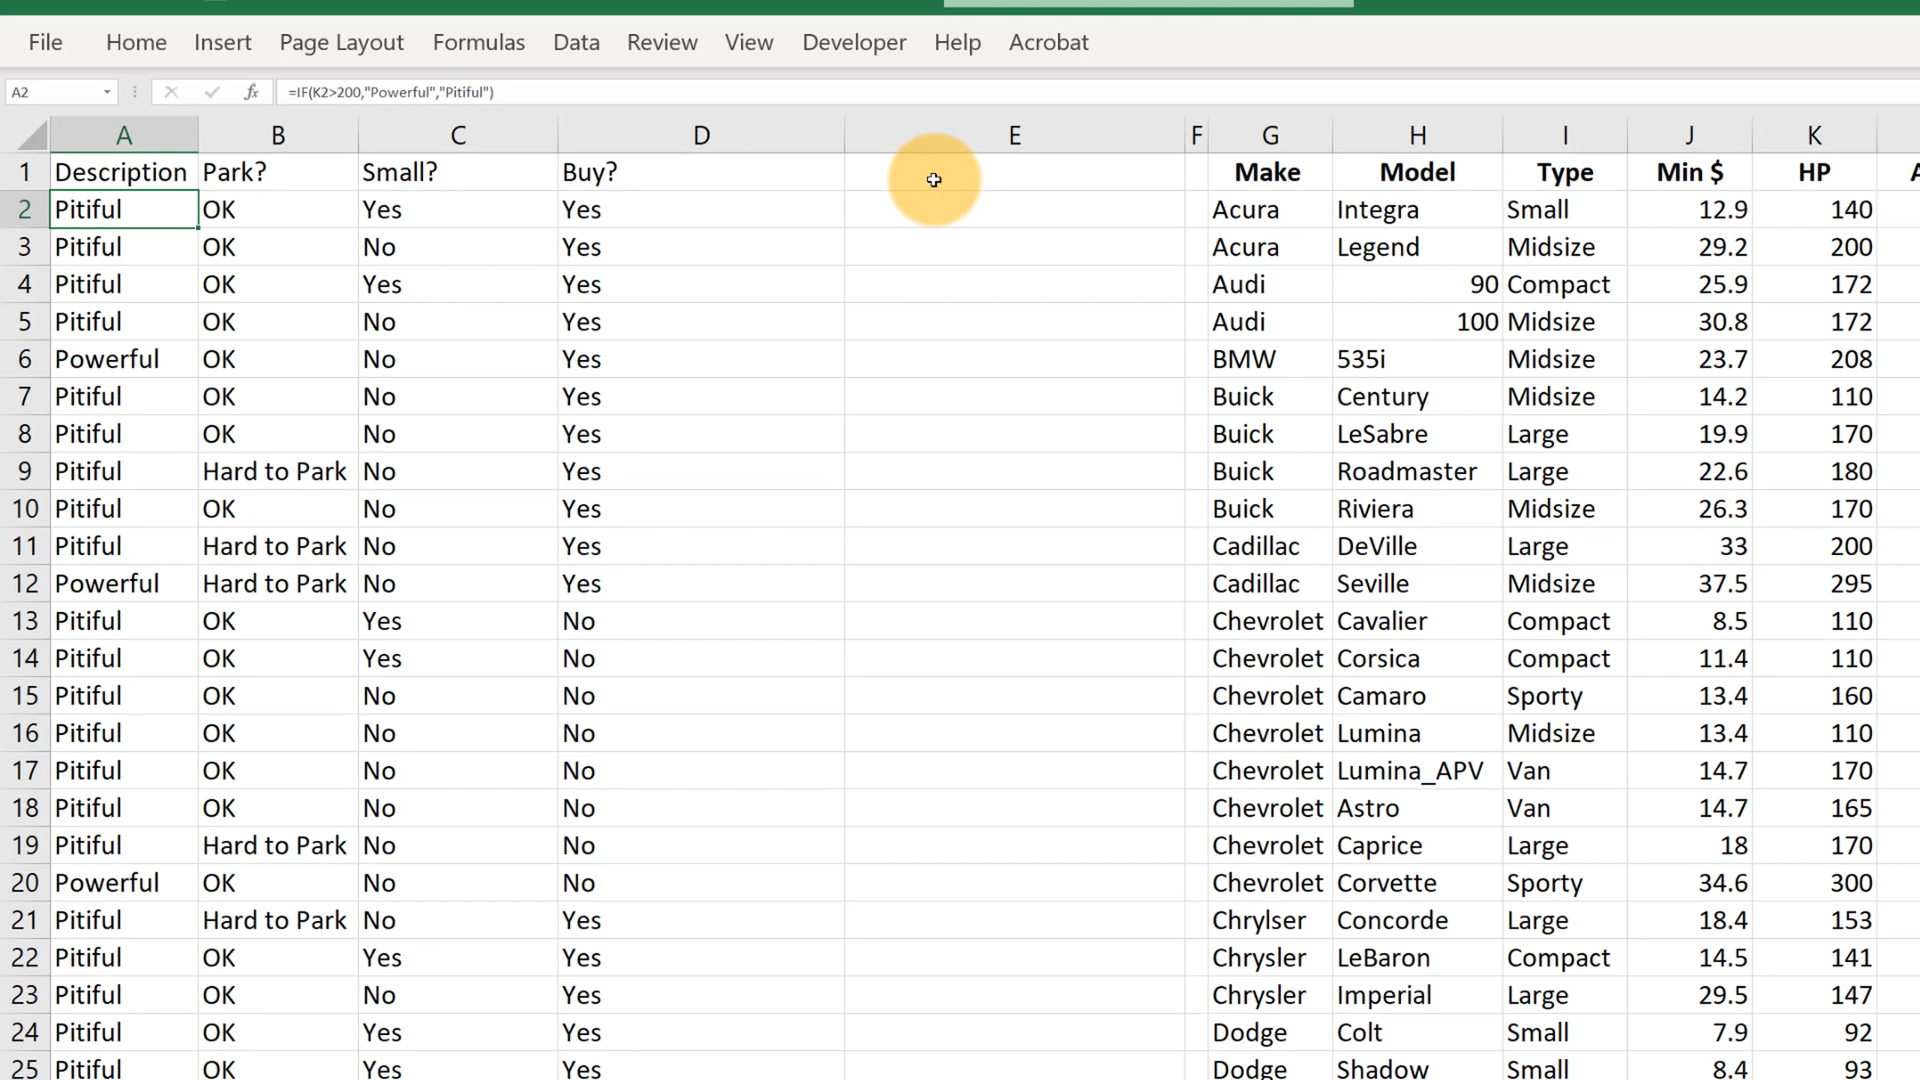 File Home Insert Page Layout Formulas Data Review View Developer Help Acrobat
A2 fx =IF(K2>200,"Powerful","Pitiful")
A B C D E F G H I J K
1 Description Park? Small? Buy? Make Model Type Min $ HP
2 Pitiful OK Yes Yes Acura Integra Small 12.9 140
3 Pitiful OK No Yes Acura Legend Midsize 29.2 200
4 Pitiful OK Yes Yes Audi 90 Compact 25.9 172
5 Pitiful OK No Yes Audi 100 Midsize 30.8 172
6 Powerful OK No Yes BMW 535i Midsize 23.7 208
7 Pitiful OK No Yes Buick Century Midsize 14.2 110
8 Pitiful OK No Yes Buick LeSabre Large 19.9 170
9 Pitiful Hard to Park No Yes Buick Roadmaster Large 22.6 180
10 Pitiful OK No Yes Buick Riviera Midsize 26.3 170
11 Pitiful Hard to Park No Yes Cadillac DeVille Large 33 200
12 Powerful Hard to Park No Yes Cadillac Seville Midsize 37.5 295
13 Pitiful OK Yes No Chevrolet Cavalier Compact 8.5 110
14 Pitiful OK Yes No Chevrolet Corsica Compact 11.4 110
15 Pitiful OK No No Chevrolet Camaro Sporty 13.4 160
16 Pitiful OK No No Chevrolet Lumina Midsize 13.4 110
17 Pitiful OK No No Chevrolet Lumina_APV Van 14.7 170
18 Pitiful OK No No Chevrolet Astro Van 14.7 165
19 Pitiful Hard to Park No No Chevrolet Caprice Large 18 170
20 Powerful OK No No Chevrolet Corvette Sporty 34.6 300
21 Pitiful Hard to Park No Yes Chrylser Concorde Large 18.4 153
22 Pitiful OK Yes Yes Chrysler LeBaron Compact 14.5 141
23 Pitiful OK No Yes Chrysler Imperial Large 29.5 147
24 Pitiful OK Yes Yes Dodge Colt Small 7.9 92
25 Pitiful OK Yes Yes Dodge Shadow Small 8.4 93